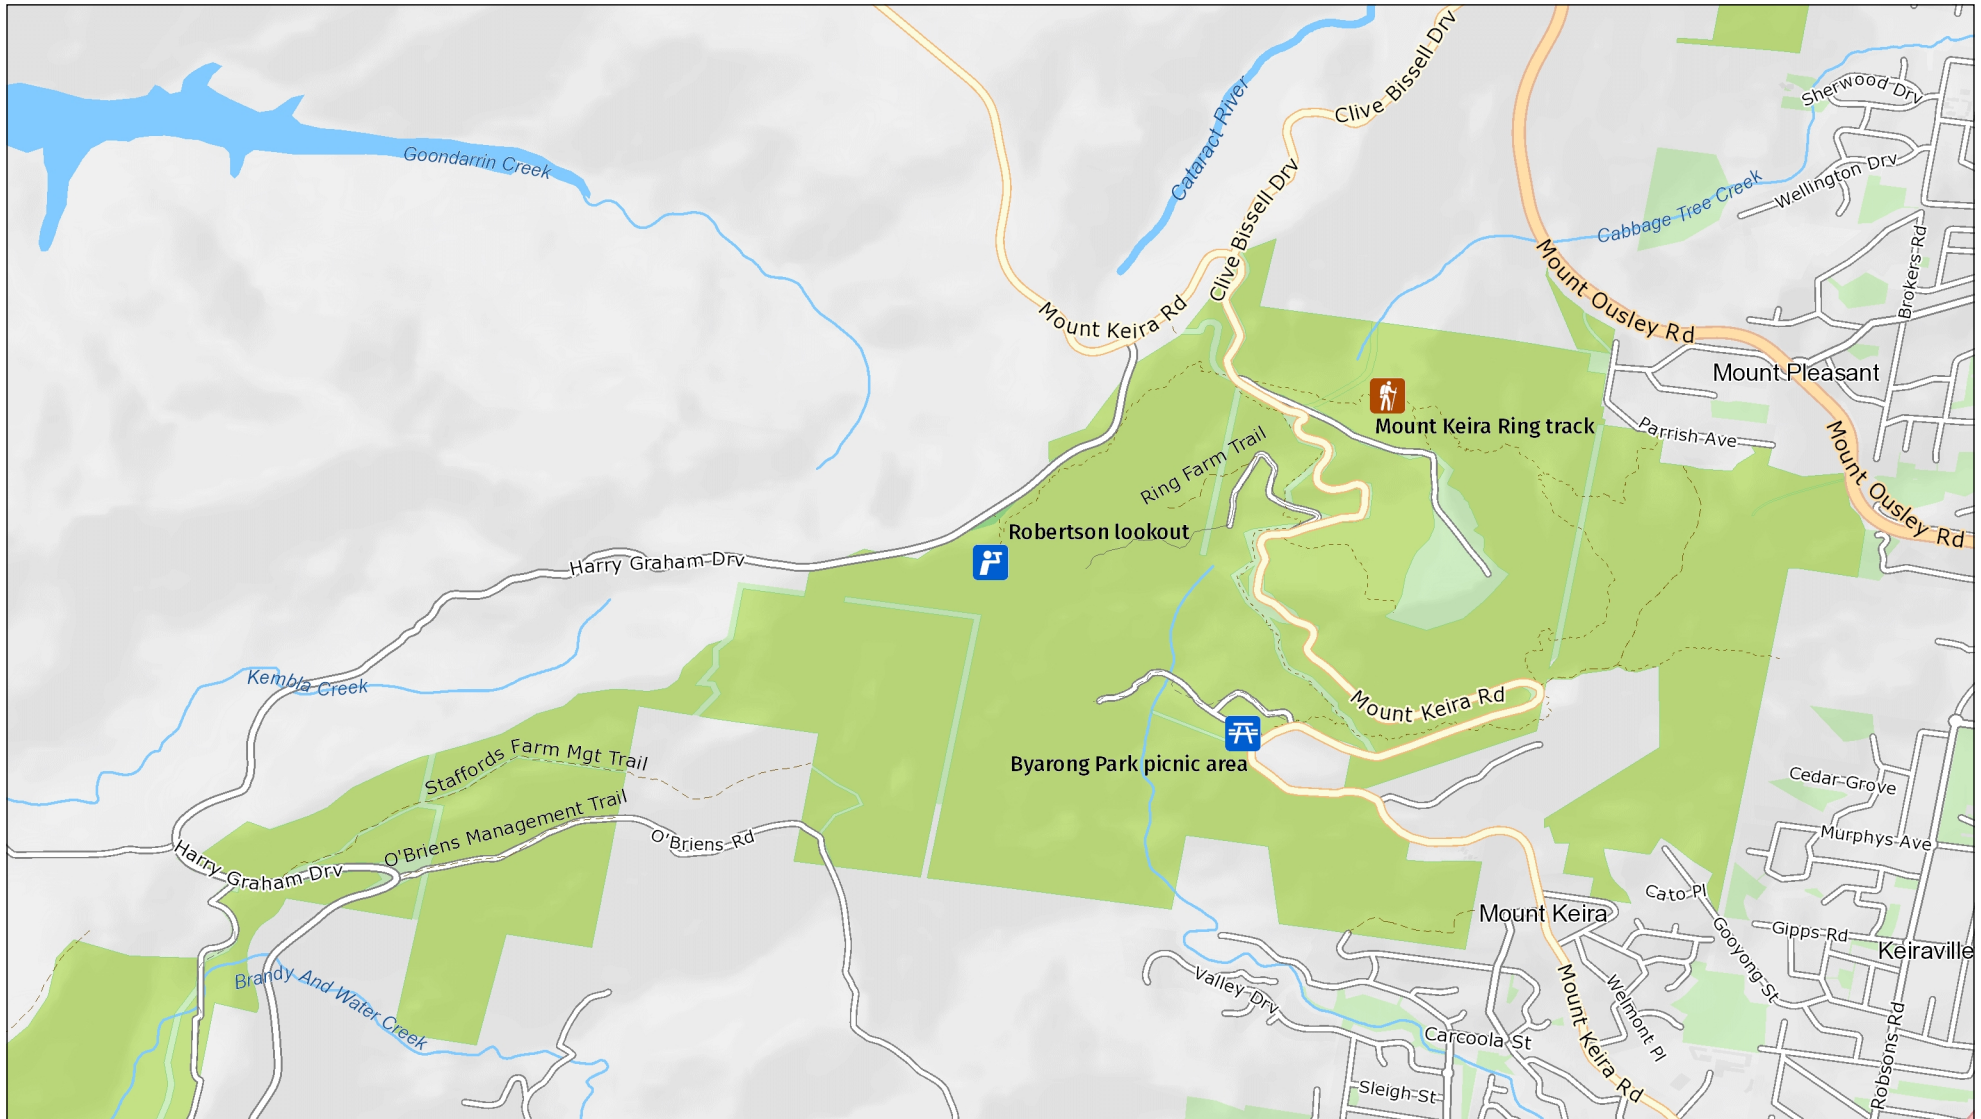 Clive Bissell Drv
Sherwood Drv
Clive Bissell Drv
Cataract River
Goondarrin Creek
Wellington Drv
Cabbage Tree Creek
Clive Bissell Drv
Brokers Rd
Mount Ousley Rd
Mount Keira Rd
Mount Pleasant
Mount Keira Ring track
Parrish Ave
Ring Farm Trail
Mount Ousley Rd
Robertson lookout
Harry Graham Drv
Kembla Creek
Mount Keira Rd
Staffords Farm Mgt Trail
Byarong Park picnic area
Cedar Grove
O'Briens Management Trail
O'Briens Rd
Murphys Ave
Harry Graham Drv
Cato Pl
Mount Keira
Gooyong St
Gipps Rd
Keiraville
Brandy And Water Creek
Valley Drv
Mount Keira Rd
Welmont Pl
Carcoola St
Robsons Rd
Sleigh St